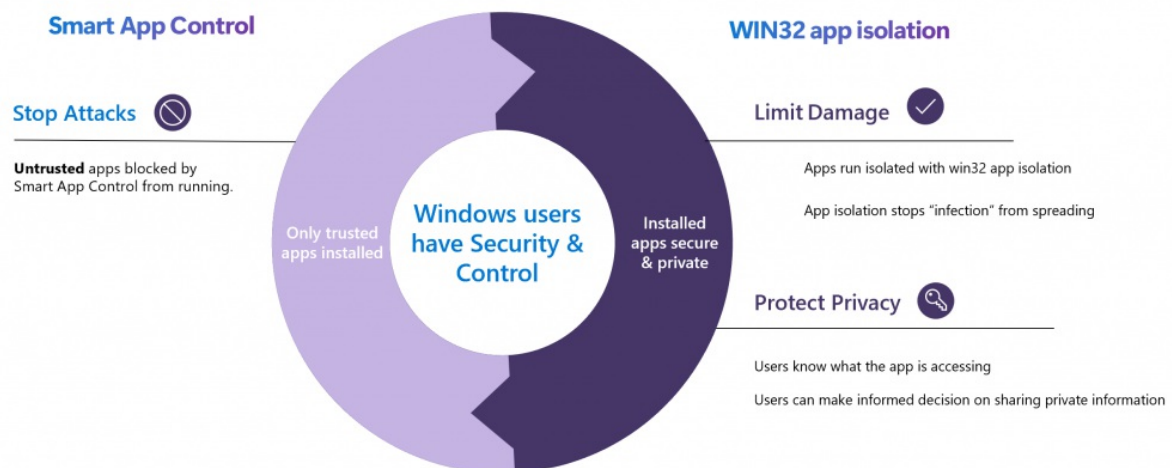 Smart App Control
WIN32 app isolation
Stop Attacks
Untrusted apps blocked by
Smart App Control from running.
Only trusted
apps installed
Windows users
have Security &
Control
Installed
apps secure
& private
Limit Damage
Apps run isolated with win32 app isolation
App isolation stops “infection” from spreading
Protect Privacy
Users know what the app is accessing
Users can make informed decision on sharing private information